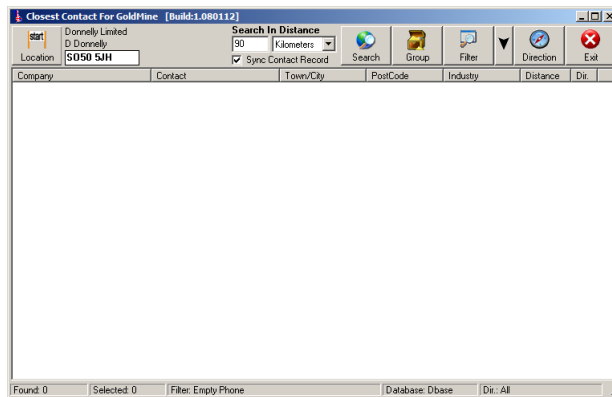 Closest Contact For GoldMine [Build:1.080112]
start
Location
Donnelly Limited
D Donnelly
SO50 5JH
Search In Distance
90 Kilometers
Sync Contact Record
Search
Group
Filter
Direction
Exit
Company Contact Town/City PostCode Industry Distance Dir.
Found: 0 Selected: 0 Filter: Empty Phone Database: Dbase Dir.: All